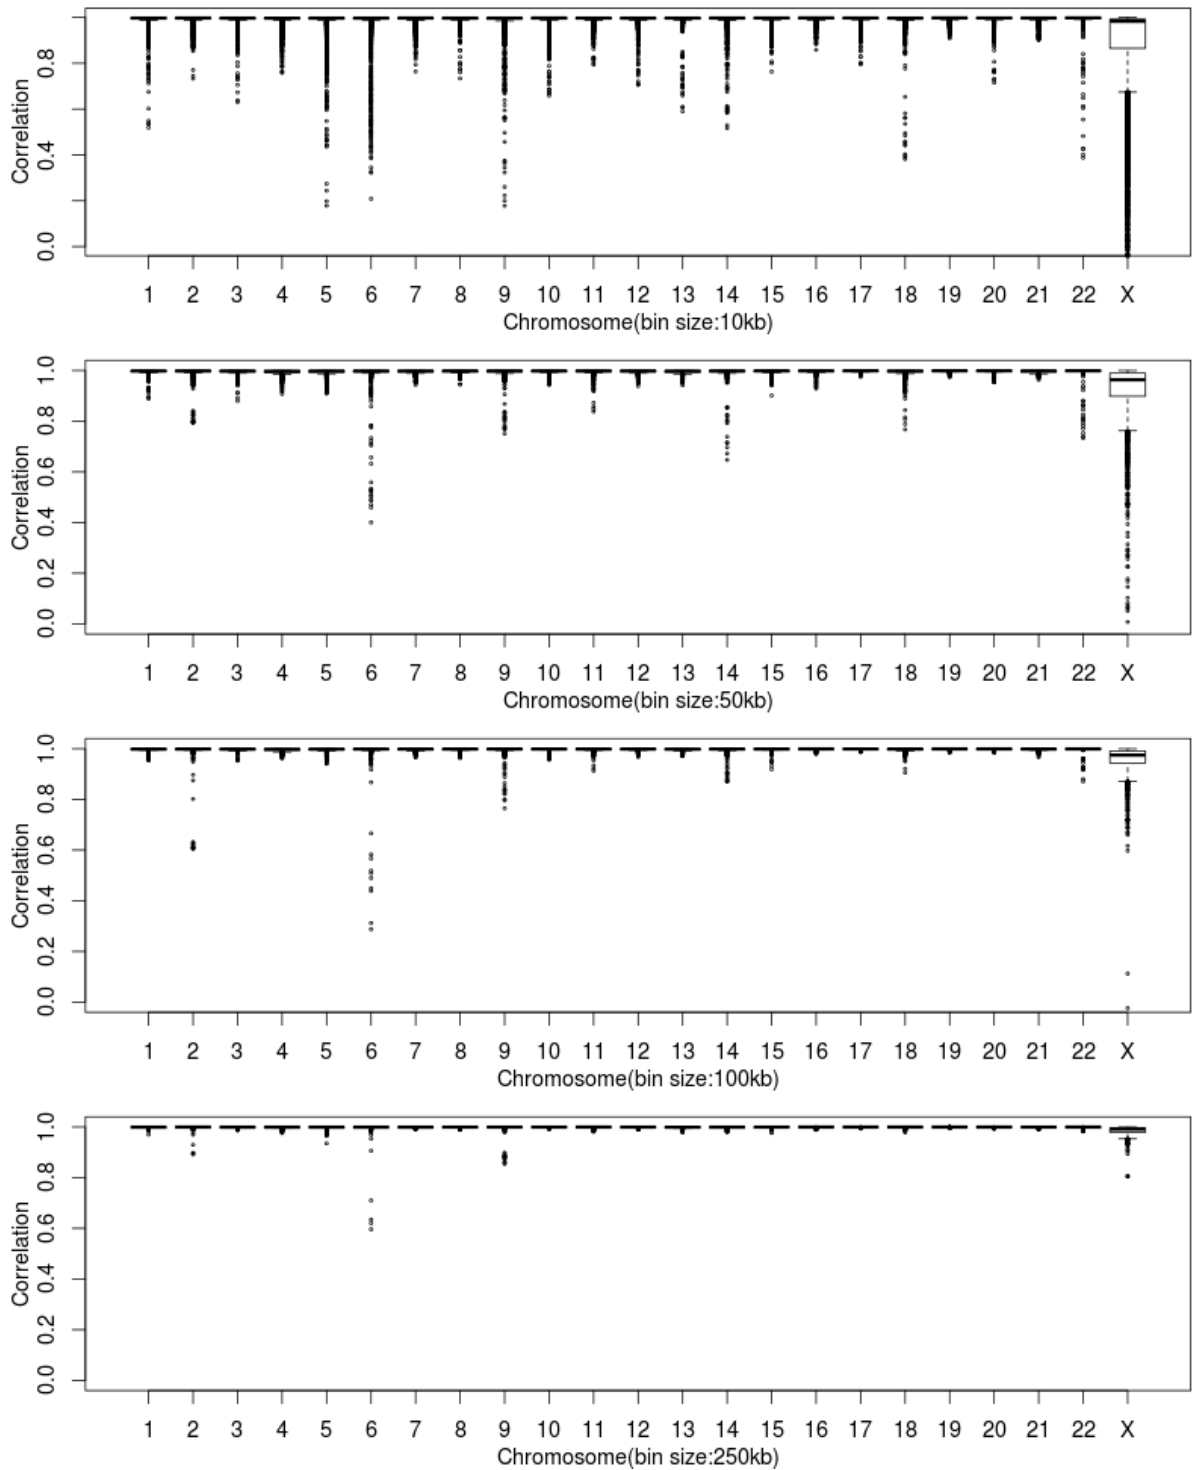 Correlation
0.8
0.4
0.0
1 2 3 4 5 6 7 8 9 10 11 12 13 14 15 16 17 18 19 20 21 22 X
Chromosome(bin size:10kb)
Correlation
1.0
0.8
0.6
0.4
0.2
0.0
1 2 3 4 5 6 7 8 9 10 11 12 13 14 15 16 17 18 19 20 21 22 X
Chromosome(bin size:50kb)
Correlation
1.0
0.8
0.6
0.4
0.2
0.0
1 2 3 4 5 6 7 8 9 10 11 12 13 14 15 16 17 18 19 20 21 22 X
Chromosome(bin size:100kb)
Correlation
1.0
0.8
0.6
0.4
0.2
0.0
1 2 3 4 5 6 7 8 9 10 11 12 13 14 15 16 17 18 19 20 21 22 X
Chromosome(bin size:250kb)